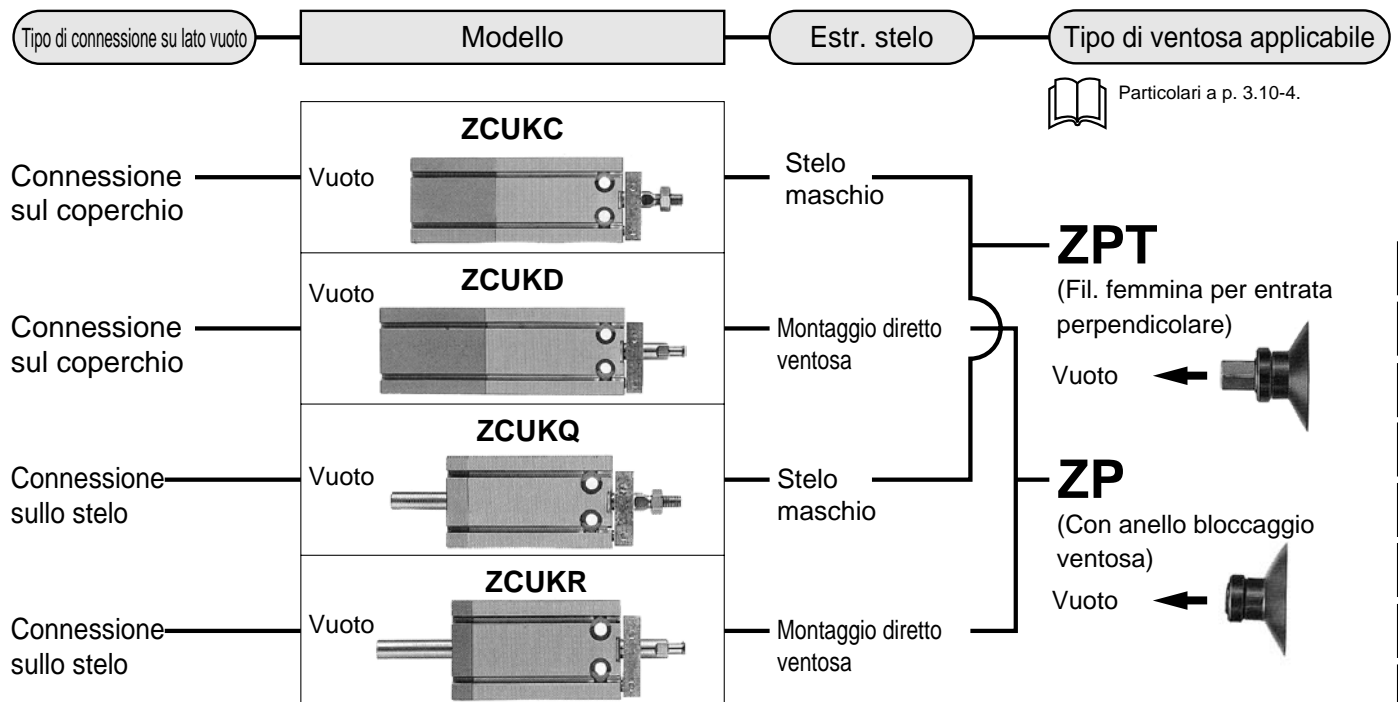 Tipo di connessione su lato vuoto
Modello
Estr. stelo
Tipo di ventosa applicabile
Particolari a p. 3.10-4.
ZCUKC
Connessione
sul coperchio
Vuoto
Stelo
maschio
ZPT
(Fil. femmina per entrata
perpendicolare)
Vuoto
ZCUKD
Connessione
sul coperchio
Vuoto
Montaggio diretto
ventosa
ZCUKQ
Connessione
sullo stelo
Vuoto
Stelo
maschio
ZP
(Con anello bloccaggio
ventosa)
Vuoto
ZCUKR
Connessione
sullo stelo
Vuoto
Montaggio diretto
ventosa